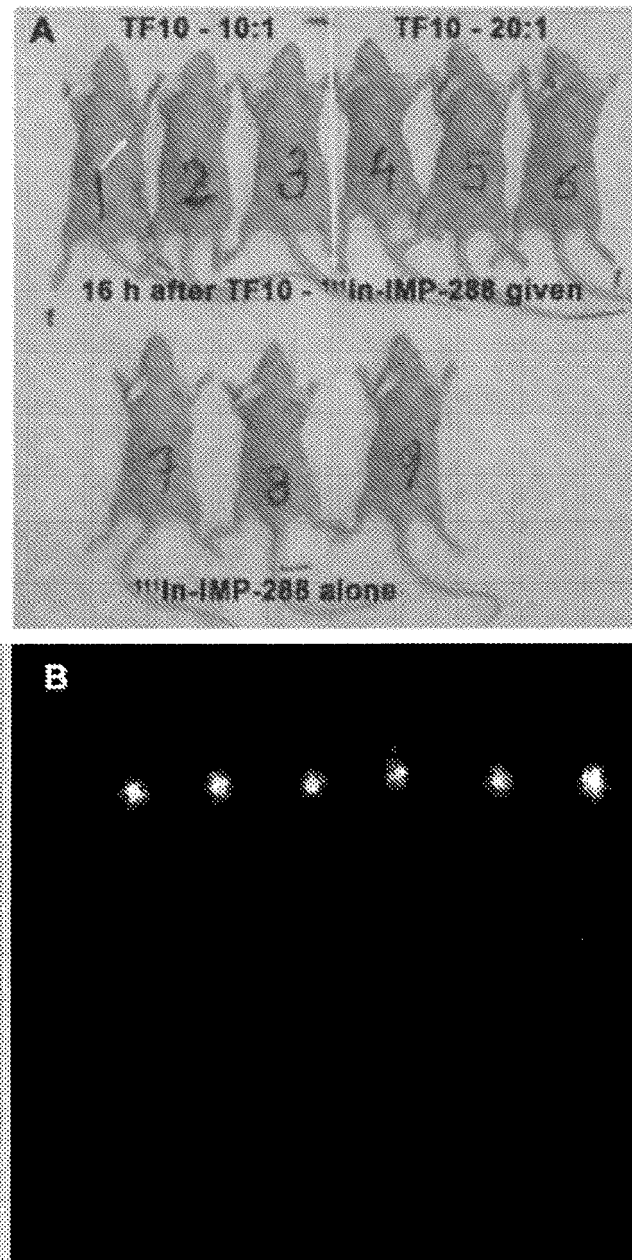 A TF10 - 10:1 TF10 - 20:1
1 2 3 4 5 6
16 h after TF10 - ¹¹¹In-IMP-288 given
7 8 9
¹¹¹In-IMP-288 alone
B